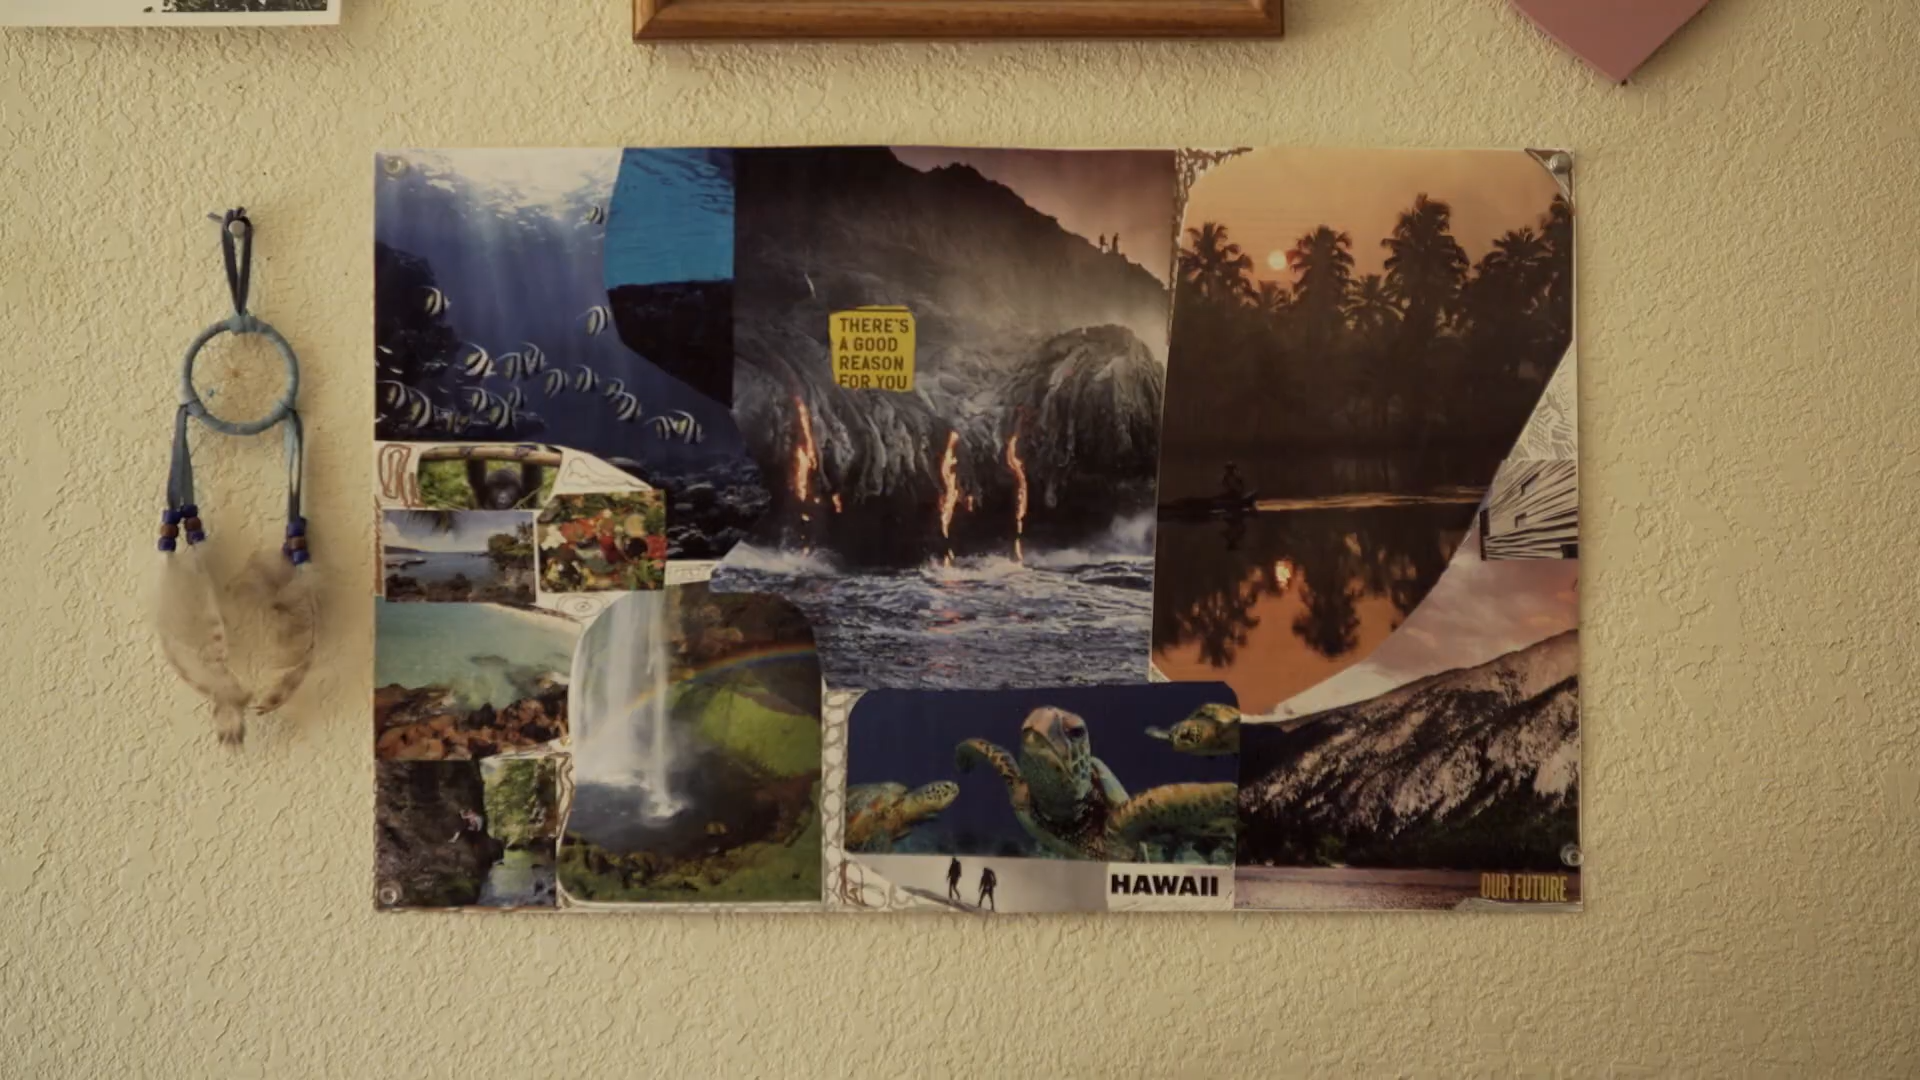 THERE'S
A GOOD
REASON
FOR YOU
HAWAII
OUR FUTURE